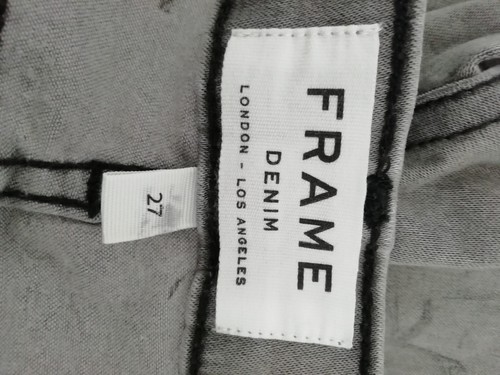 FRAME
DENIM
LONDON - LOS ANGELES
27